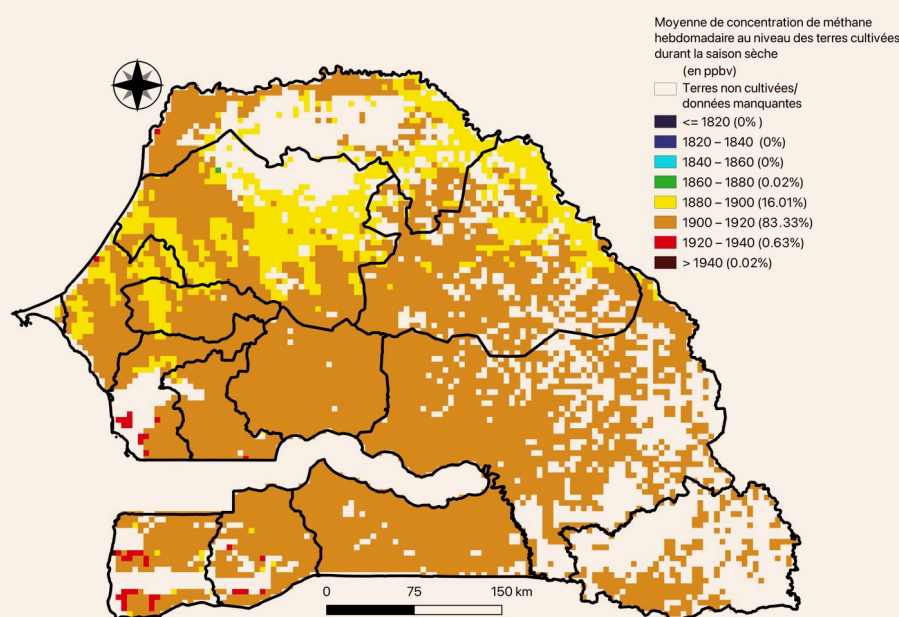 Moyenne de concentration de méthane
hebdomadaire au niveau des terres cultivées
durant la saison sèche
(en ppbv)
Terres non cultivées/
données manquantes
<= 1820 (0% )
1820 – 1840 (0%)
1840 – 1860 (0%)
1860 – 1880 (0.02%)
1880 – 1900 (16.01%)
1900 – 1920 (83.33%)
1920 – 1940 (0.63%)
> 1940 (0.02%)
0 75 150 km